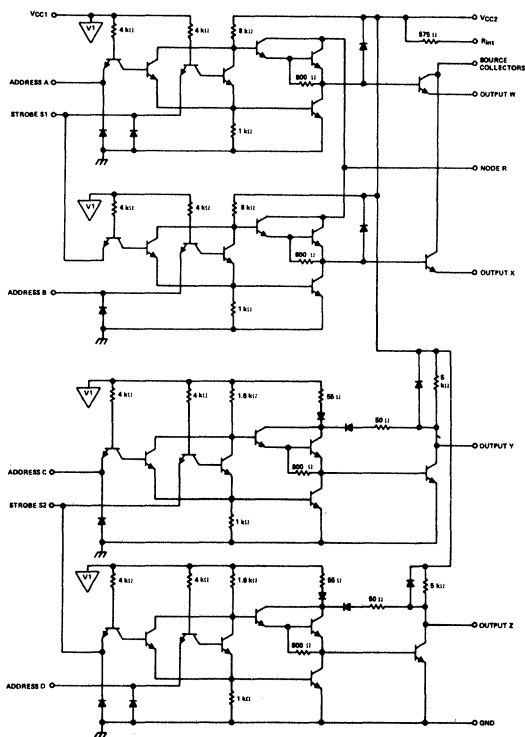 VCC1
V1
4 kΩ
4 kΩ
8 kΩ
VCC2
575 Ω
Rint
SOURCE
COLLECTORS
ADDRESS A
800 Ω
OUTPUT W
STROBE S1
1 kΩ
NODE R
V1
4 kΩ
4 kΩ
8 kΩ
800 Ω
OUTPUT X
ADDRESS B
1 kΩ
V1
4 kΩ
4 kΩ
1.6 kΩ
55 Ω
5
kΩ
50 Ω
OUTPUT Y
ADDRESS C
800 Ω
STROBE S2
1 kΩ
V1
4 kΩ
4 kΩ
1.6 kΩ
55 Ω
50 Ω
5 kΩ
OUTPUT Z
800 Ω
ADDRESS D
1 kΩ
GND